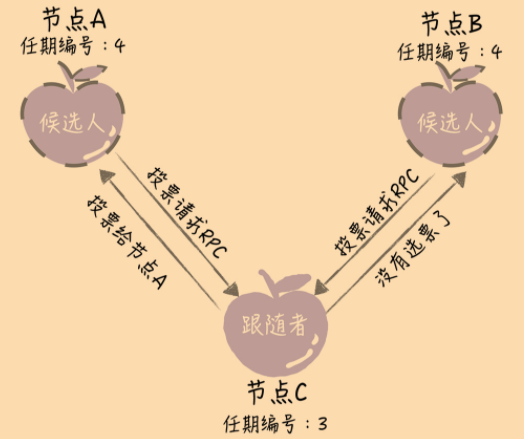 节点A
任期编号：4
节点B
任期编号：4
候选人
候选人
投票请求RPC
投票给节点A
投票请求RPC
没有选票了
跟随者
节点C
任期编号：3